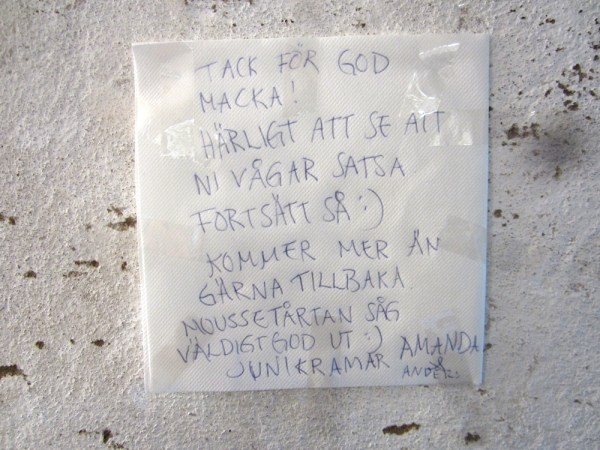 TACK FÖR GOD
MACKA!
HÄRLIGT ATT SE ATT
NI VÅGAR SATSA.
FORTSÄTT SÅ :)
KOMMER MER ÄN
GÄRNA TILLBAKA.
MOUSSETÅRTAN SÅG
VÄLDIGT GOD UT :)
JUNIKRAMAR AMANDA
&